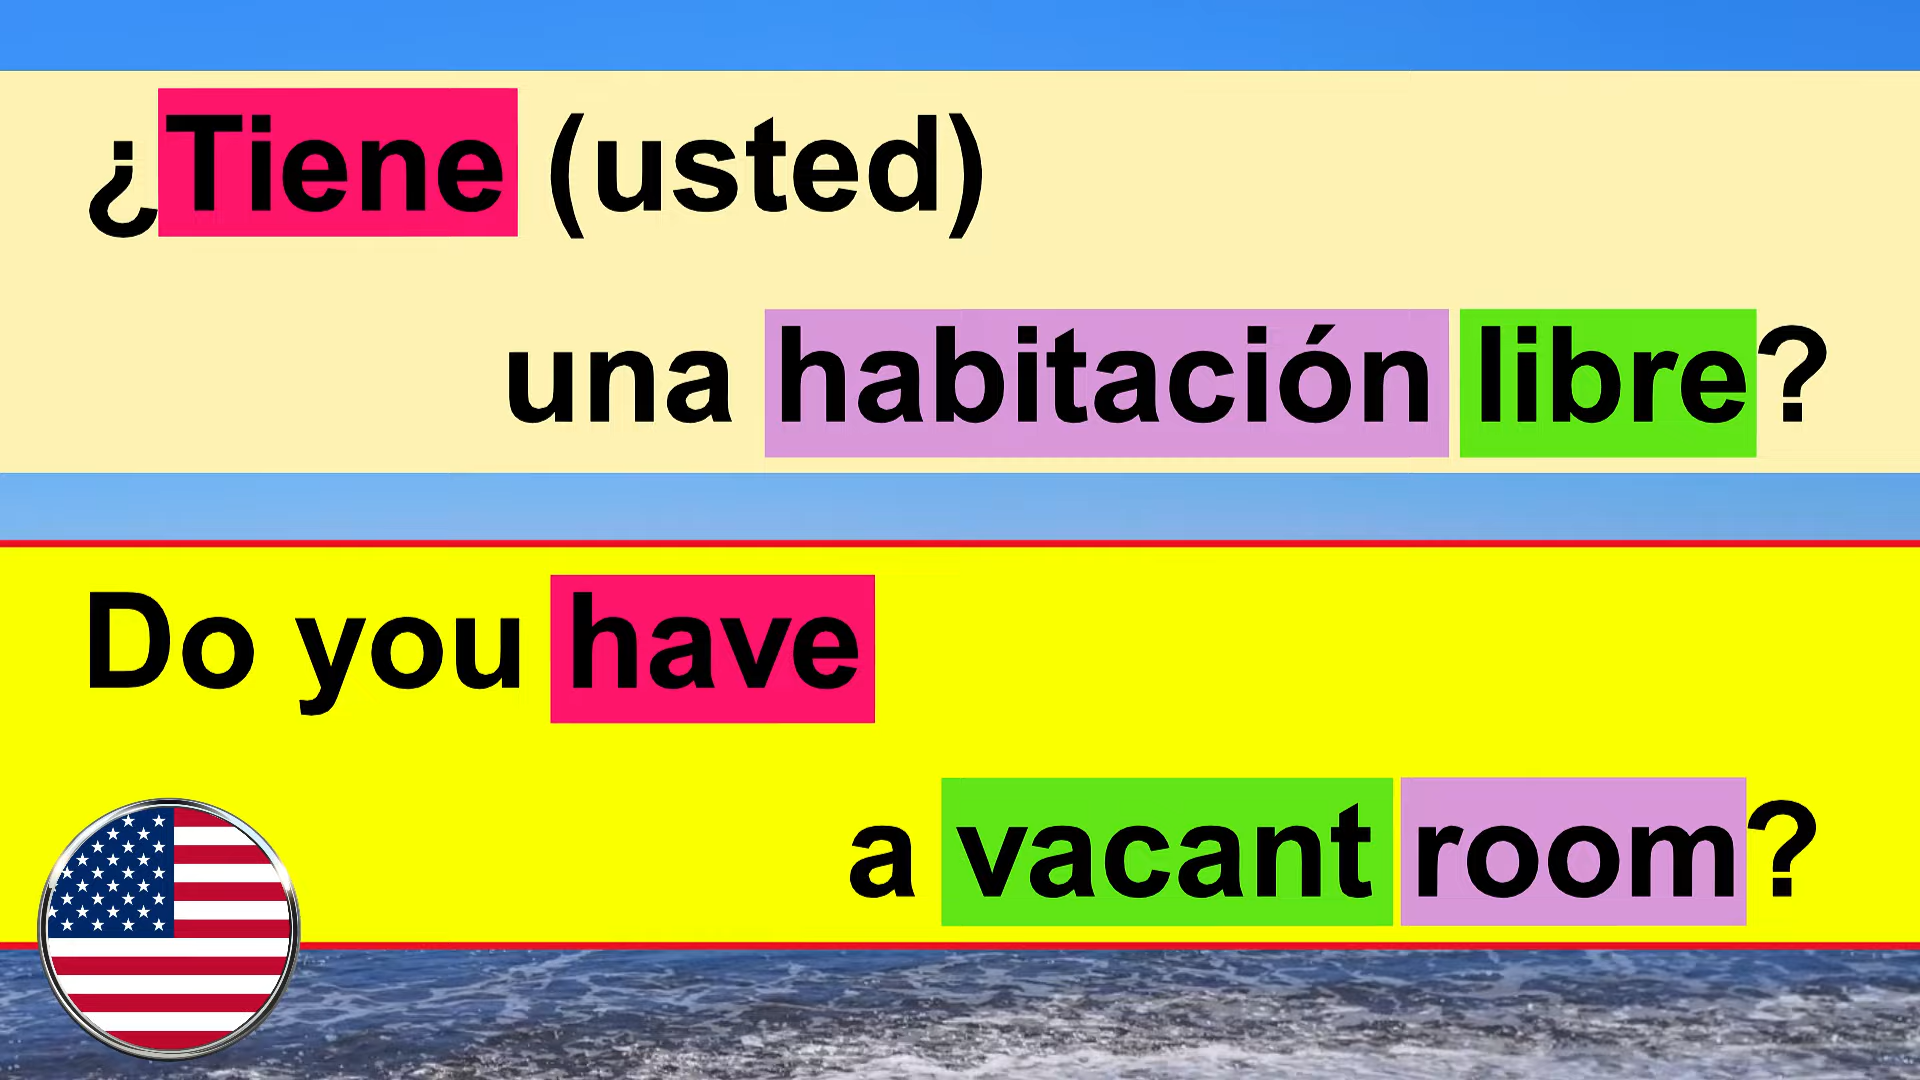 ¿Tiene (usted)
una habitación libre?
Do you have
a vacant room?